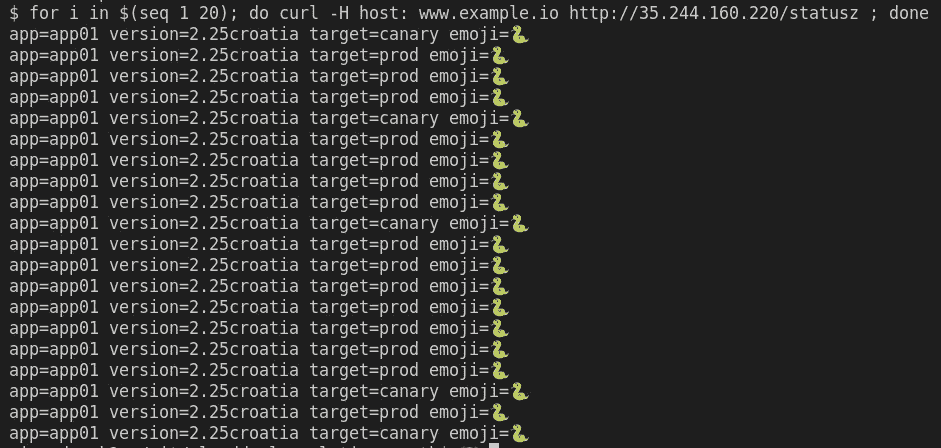 $ for i in $(seq 1 20); do curl -H host: www.example.io http://35.244.160.220/statusz ; done
app=app01 version=2.25croatia target=canary emoji=🐍
app=app01 version=2.25croatia target=prod emoji=🐍
app=app01 version=2.25croatia target=prod emoji=🐍
app=app01 version=2.25croatia target=prod emoji=🐍
app=app01 version=2.25croatia target=canary emoji=🐍
app=app01 version=2.25croatia target=prod emoji=🐍
app=app01 version=2.25croatia target=prod emoji=🐍
app=app01 version=2.25croatia target=prod emoji=🐍
app=app01 version=2.25croatia target=prod emoji=🐍
app=app01 version=2.25croatia target=canary emoji=🐍
app=app01 version=2.25croatia target=prod emoji=🐍
app=app01 version=2.25croatia target=prod emoji=🐍
app=app01 version=2.25croatia target=prod emoji=🐍
app=app01 version=2.25croatia target=prod emoji=🐍
app=app01 version=2.25croatia target=prod emoji=🐍
app=app01 version=2.25croatia target=prod emoji=🐍
app=app01 version=2.25croatia target=prod emoji=🐍
app=app01 version=2.25croatia target=canary emoji=🐍
app=app01 version=2.25croatia target=prod emoji=🐍
app=app01 version=2.25croatia target=canary emoji=🐍